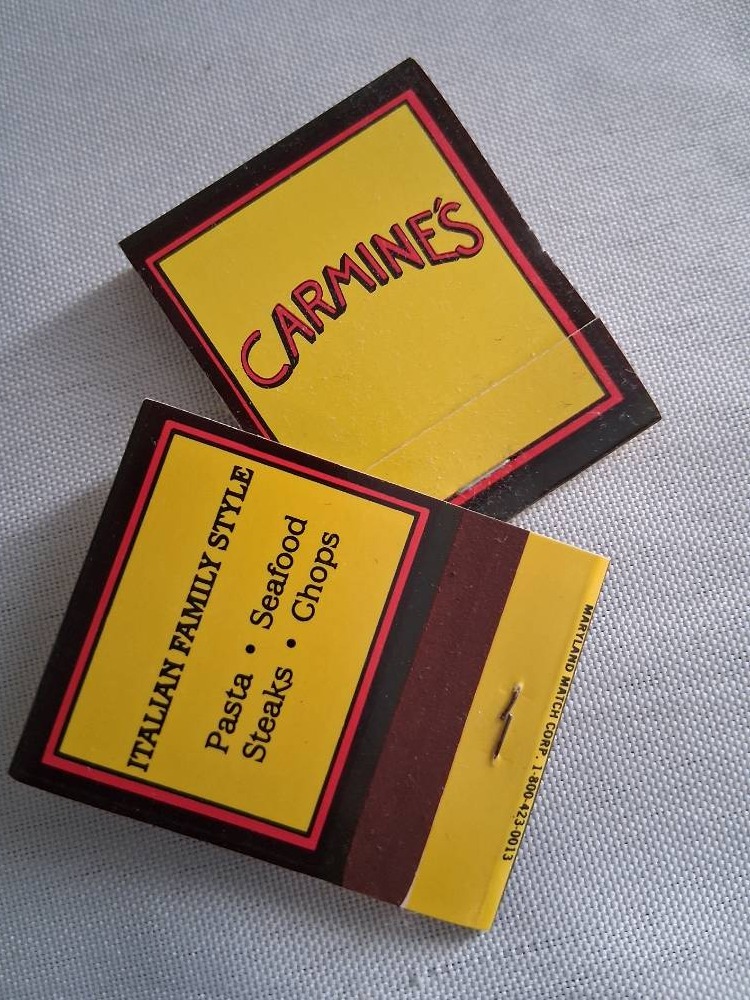 CARMINE'S
ITALIAN FAMILY STYLE
Pasta • Seafood
Steaks • Chops
MARYLAND MATCH CORP. 1-800-423-0013